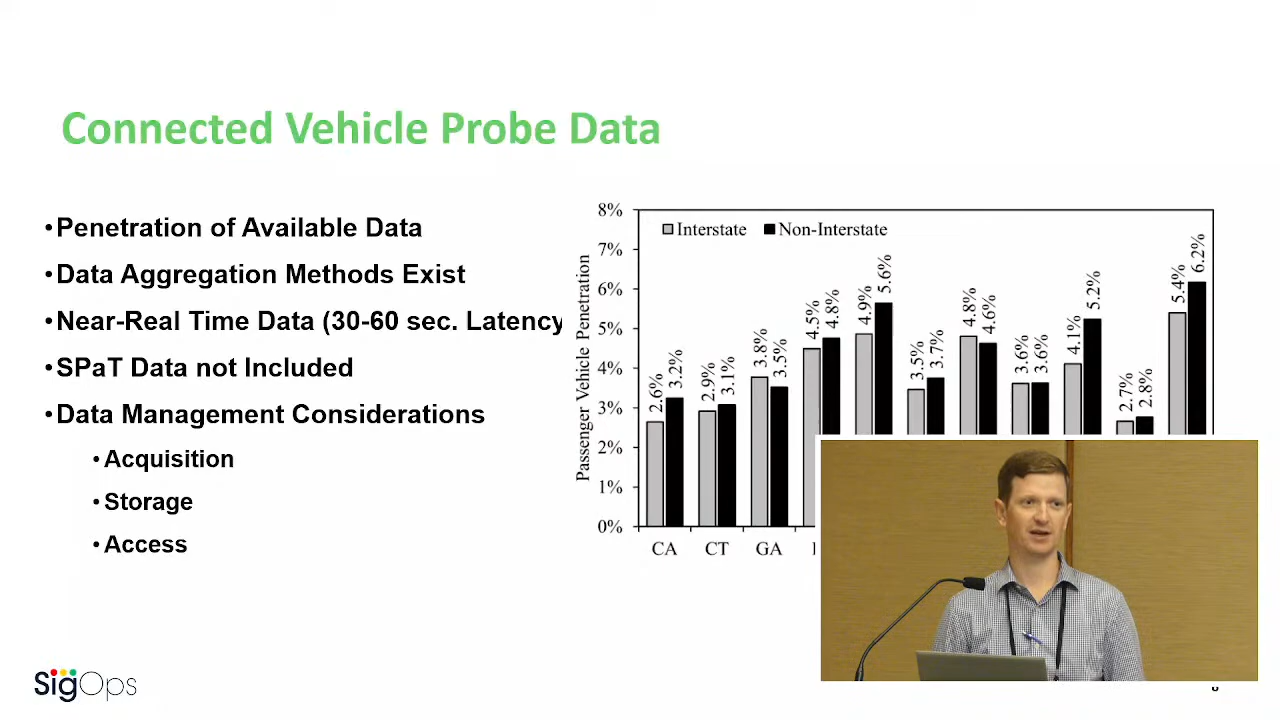 Connected Vehicle Probe Data
•Penetration of Available Data
•Data Aggregation Methods Exist
•Near-Real Time Data (30-60 sec. Latency
•SPaT Data not Included
•Data Management Considerations
•Acquisition
•Storage
•Access
Passenger Vehicle Penetration
8%
7%
6%
5%
4%
3%
2%
1%
0%
Interstate Non-Interstate
2.6% 3.2% 2.9% 3.1% 3.8% 3.5% 4.5% 4.8% 4.9% 5.6% 3.5% 3.7% 4.8% 4.6% 3.6% 3.6% 4.1% 5.2% 2.7% 2.8% 5.4% 6.2%
CA CT GA
SigOps